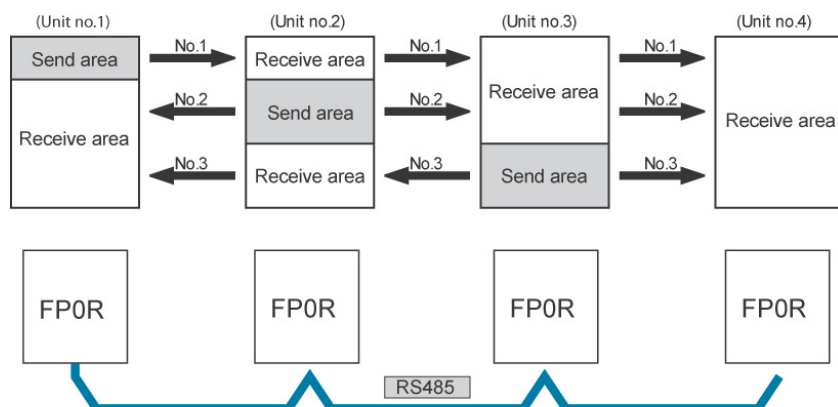 (Unit no.1) (Unit no.2) (Unit no.3) (Unit no.4)
Send area No.1 Receive area No.1 No.1
Receive area
No.2 Send area No.2 No.2
Receive area Receive area
No.3 Receive area No.3 Send area No.3
FP0R FP0R FP0R FP0R
RS485